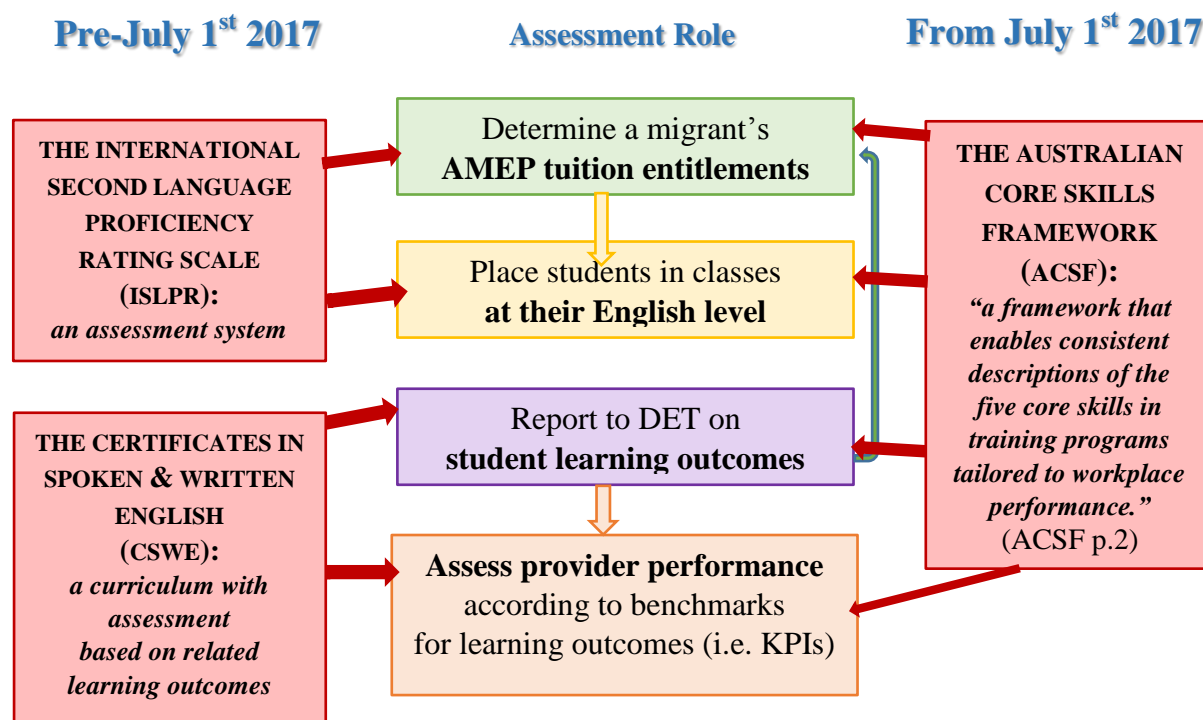 Pre-July 1st 2017
Assessment Role
From July 1st 2017
THE INTERNATIONAL
SECOND LANGUAGE
PROFICIENCY
RATING SCALE
(ISLPR):
an assessment system
THE CERTIFICATES IN
SPOKEN & WRITTEN
ENGLISH
(CSWE):
a curriculum with
assessment
based on related
learning outcomes
Determine a migrant's
AMEP tuition entitlements
Place students in classes
at their English level
Report to DET on
student learning outcomes
Assess provider performance
according to benchmarks
for learning outcomes (i.e. KPIs)
THE AUSTRALIAN
CORE SKILLS
FRAMEWORK
(ACSF):
“a framework that
enables consistent
descriptions of the
five core skills in
training programs
tailored to workplace
performance.”
(ACSF p.2)